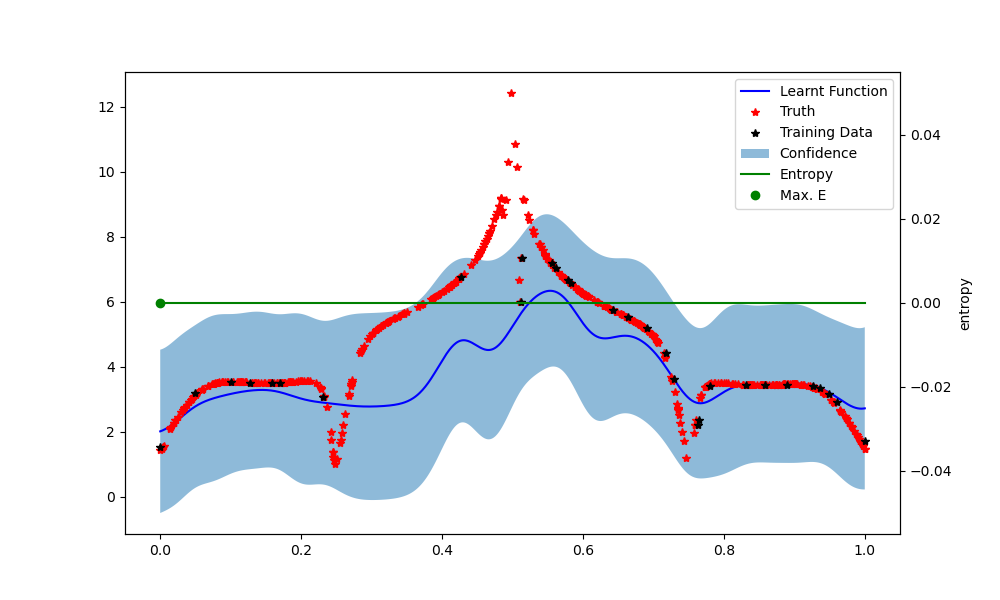 Learnt Function
Truth
Training Data
Confidence
Entropy
Max. E
12
10
8
6
4
2
0
0.04
0.02
0.00
−0.02
−0.04
entropy
0.0 0.2 0.4 0.6 0.8 1.0